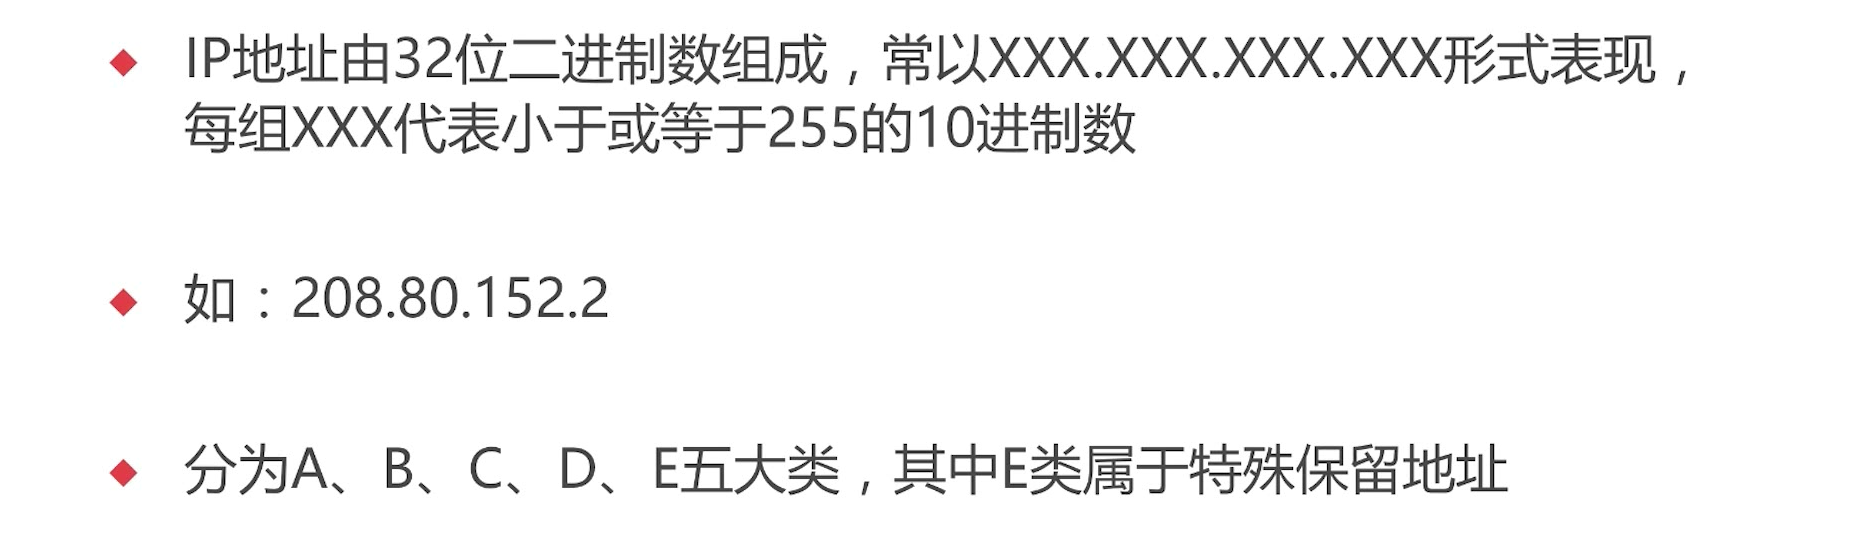 IP地址由32位二进制数组成，常以XXX.XXX.XXX.XXX形式表现，
每组XXX代表小于或等于255的10进制数
如：208.80.152.2
分为A、B、C、D、E五大类，其中E类属于特殊保留地址